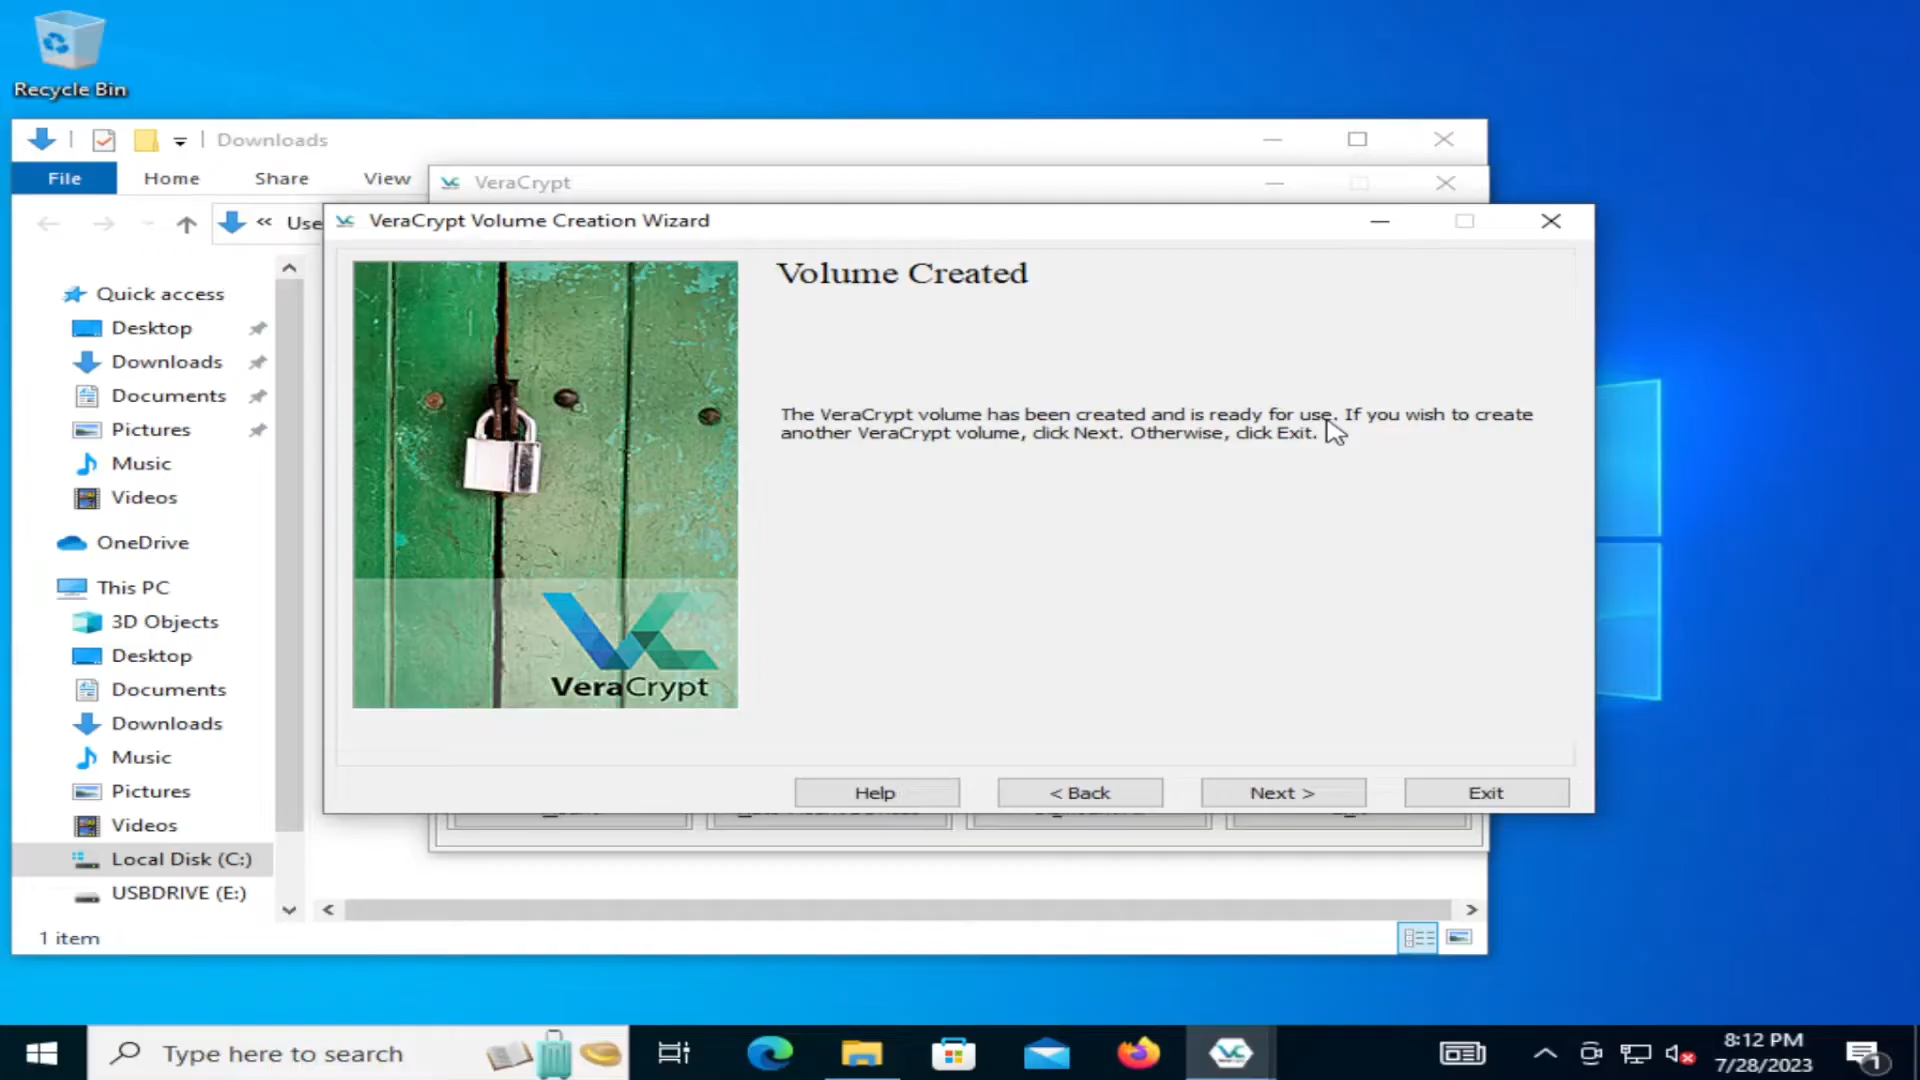 Recycle Bin
Downloads
File Home Share View
VeraCrypt
« Use
VeraCrypt Volume Creation Wizard
Quick access
Desktop
Downloads
Documents
Pictures
Music
Videos
OneDrive
This PC
3D Objects
Desktop
Documents
Downloads
Music
Pictures
Videos
Local Disk (C:)
USBDRIVE (E:)
1 item
Volume Created
The VeraCrypt volume has been created and is ready for use. If you wish to create
another VeraCrypt volume, click Next. Otherwise, click Exit.
VeraCrypt
Help < Back Next > Exit
Type here to search
8:12 PM
7/28/2023
1